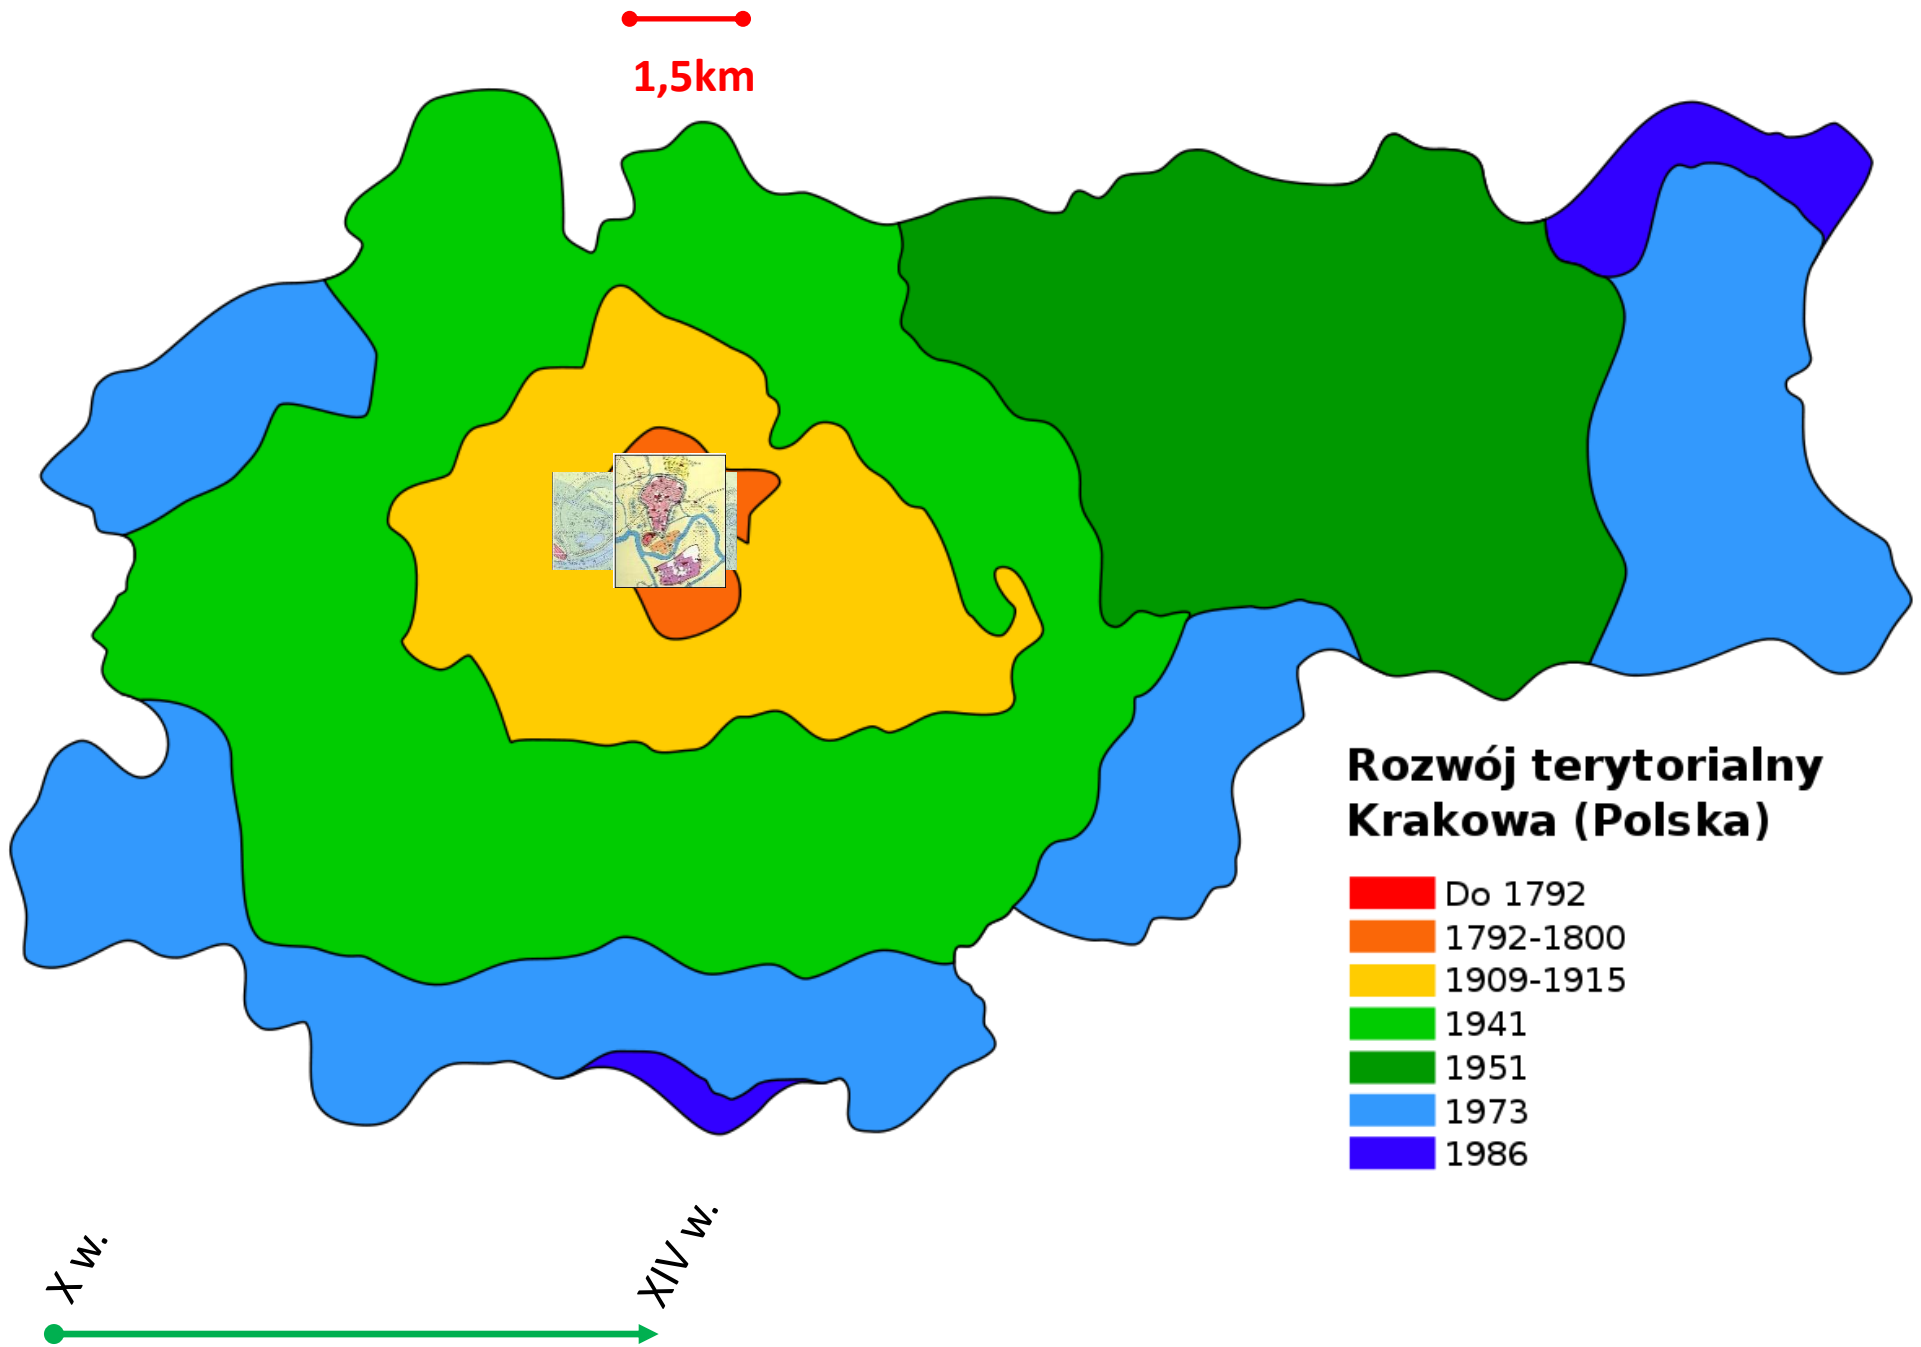 1,5km
Rozwój terytorialny
Krakowa (Polska)
Do 1792
1792-1800
1909-1915
1941
1951
1973
1986
X w.
XIV w.